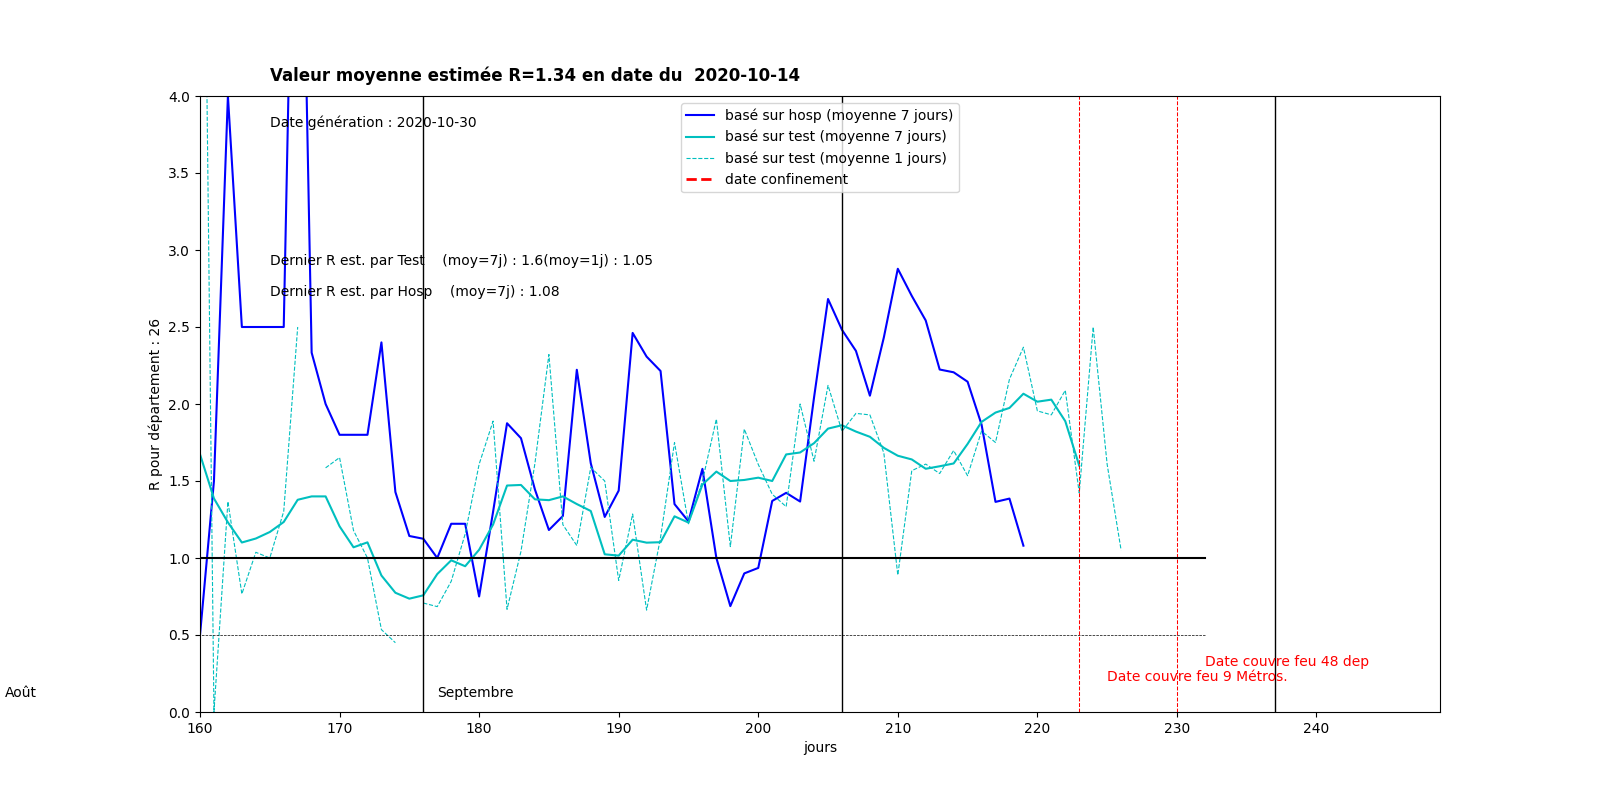 Valeur moyenne estimée R=1.34 en date du  2020-10-14
4.0
3.5
3.0
2.5
2.0
1.5
1.0
0.5
0.0
R pour département : 26
Date génération : 2020-10-30
basé sur hosp (moyenne 7 jours)
basé sur test (moyenne 7 jours)
basé sur test (moyenne 1 jours)
date confinement
Dernier R est. par Test    (moy=7j) : 1.6(moy=1j) : 1.05
Dernier R est. par Hosp    (moy=7j) : 1.08
Date couvre feu 48 dep
Date couvre feu 9 Métros.
Août
Septembre
160 170 180 190 200 210 220 230 240
jours